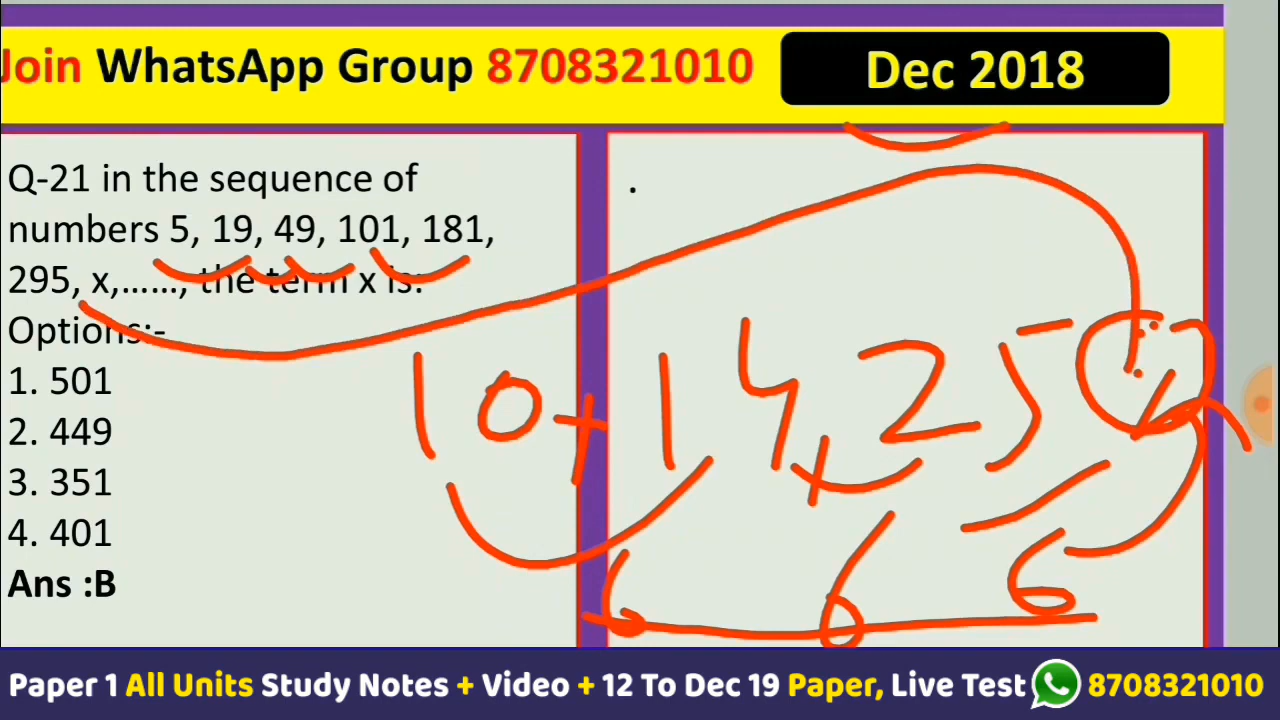 Join WhatsApp Group 8708321010
Dec 2018
Q-21 in the sequence of
numbers 5, 19, 49, 101, 181,
295, x,......, the term x is:
Options:-
1. 501
2. 449
3. 351
4. 401
Ans :B
.
10+ 14, 25
6 6 6
Paper 1 All Units Study Notes + Video + 12 To Dec 19 Paper, Live Test 8708321010